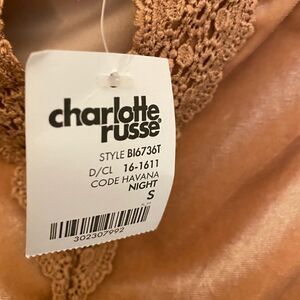 charlotte
russe
STYLE BI6736T
D/CL 16-1611
CODE HAVANA
NIGHT
S
302307992